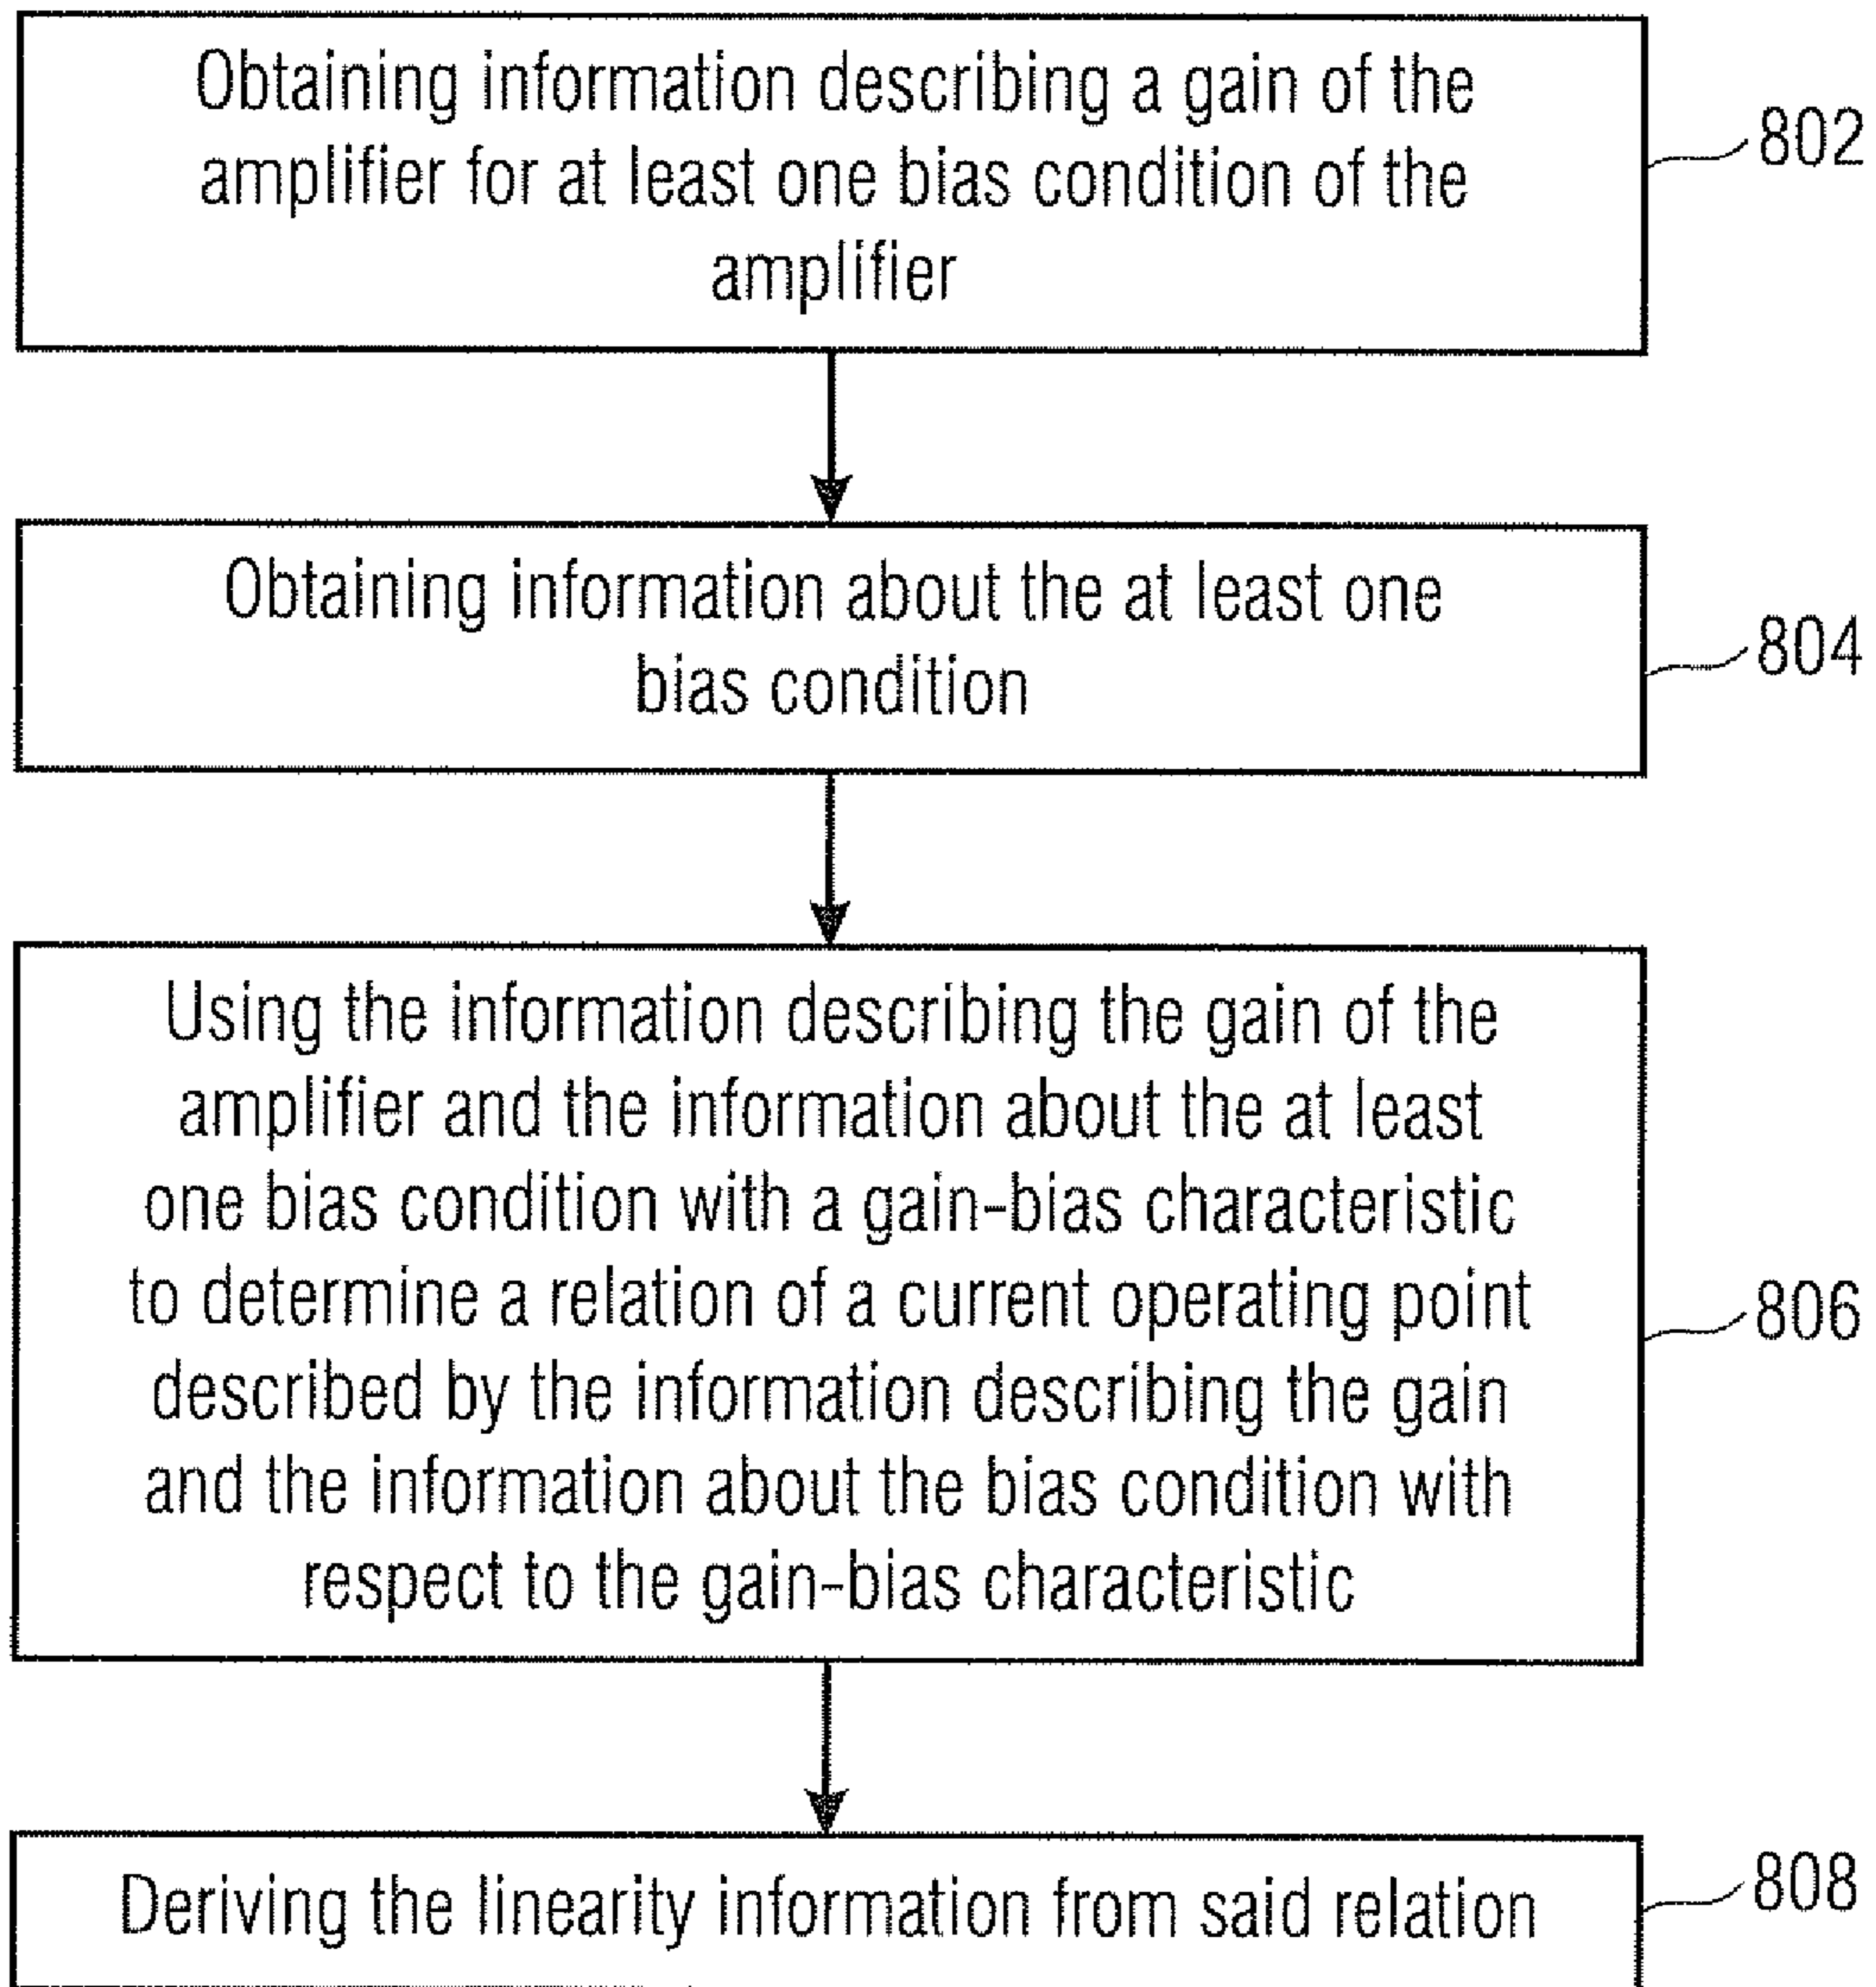 Obtaining information describing a gain of the
amplifier for at least one bias condition of the
amplifier
802
Obtaining information about the at least one
bias condition
804
Using the information describing the gain of the
amplifier and the information about the at least
one bias condition with a gain-bias characteristic
to determine a relation of a current operating point
described by the information describing the gain
and the information about the bias condition with
respect to the gain-bias characteristic
806
Deriving the linearity information from said relation
808